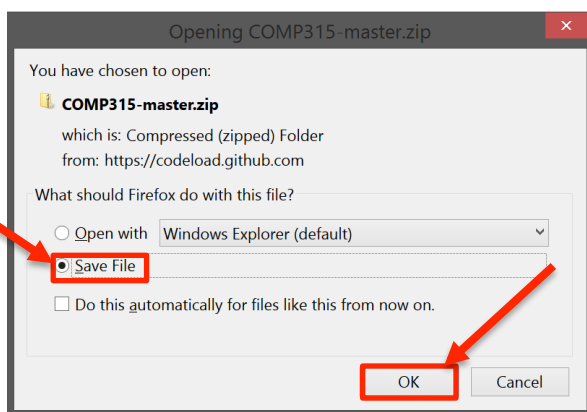 Opening COMP315-master.zip
You have chosen to open:
COMP315-master.zip
which is: Compressed (zipped) Folder
from: https://codeload.github.com
What should Firefox do with this file?
Open with Windows Explorer (default)
Save File
Do this automatically for files like this from now on.
OK Cancel